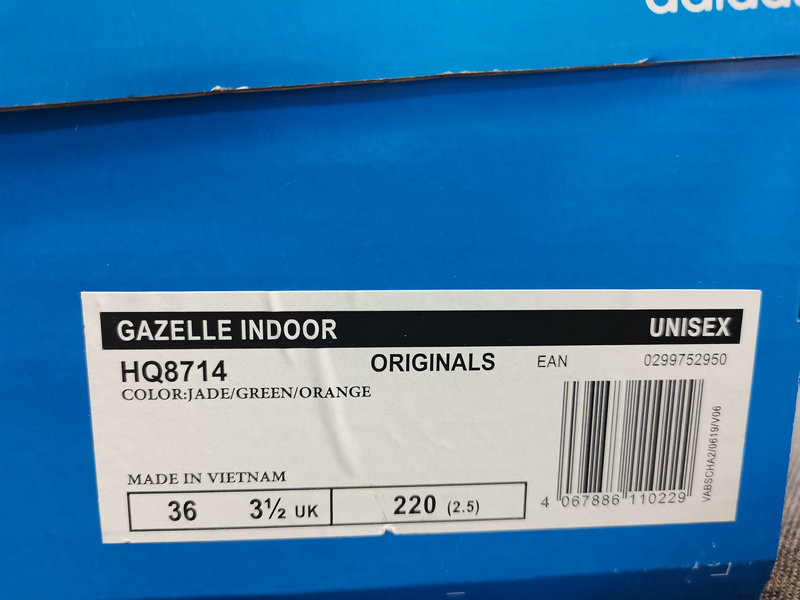 adidas
GAZELLE INDOOR UNISEX
HQ8714 ORIGINALS EAN 0299752950
COLOR:JADE/GREEN/ORANGE
MADE IN VIETNAM
36 3½ UK 220 (2.5)
4 067886 110229
VABSCHA2/0619/V06